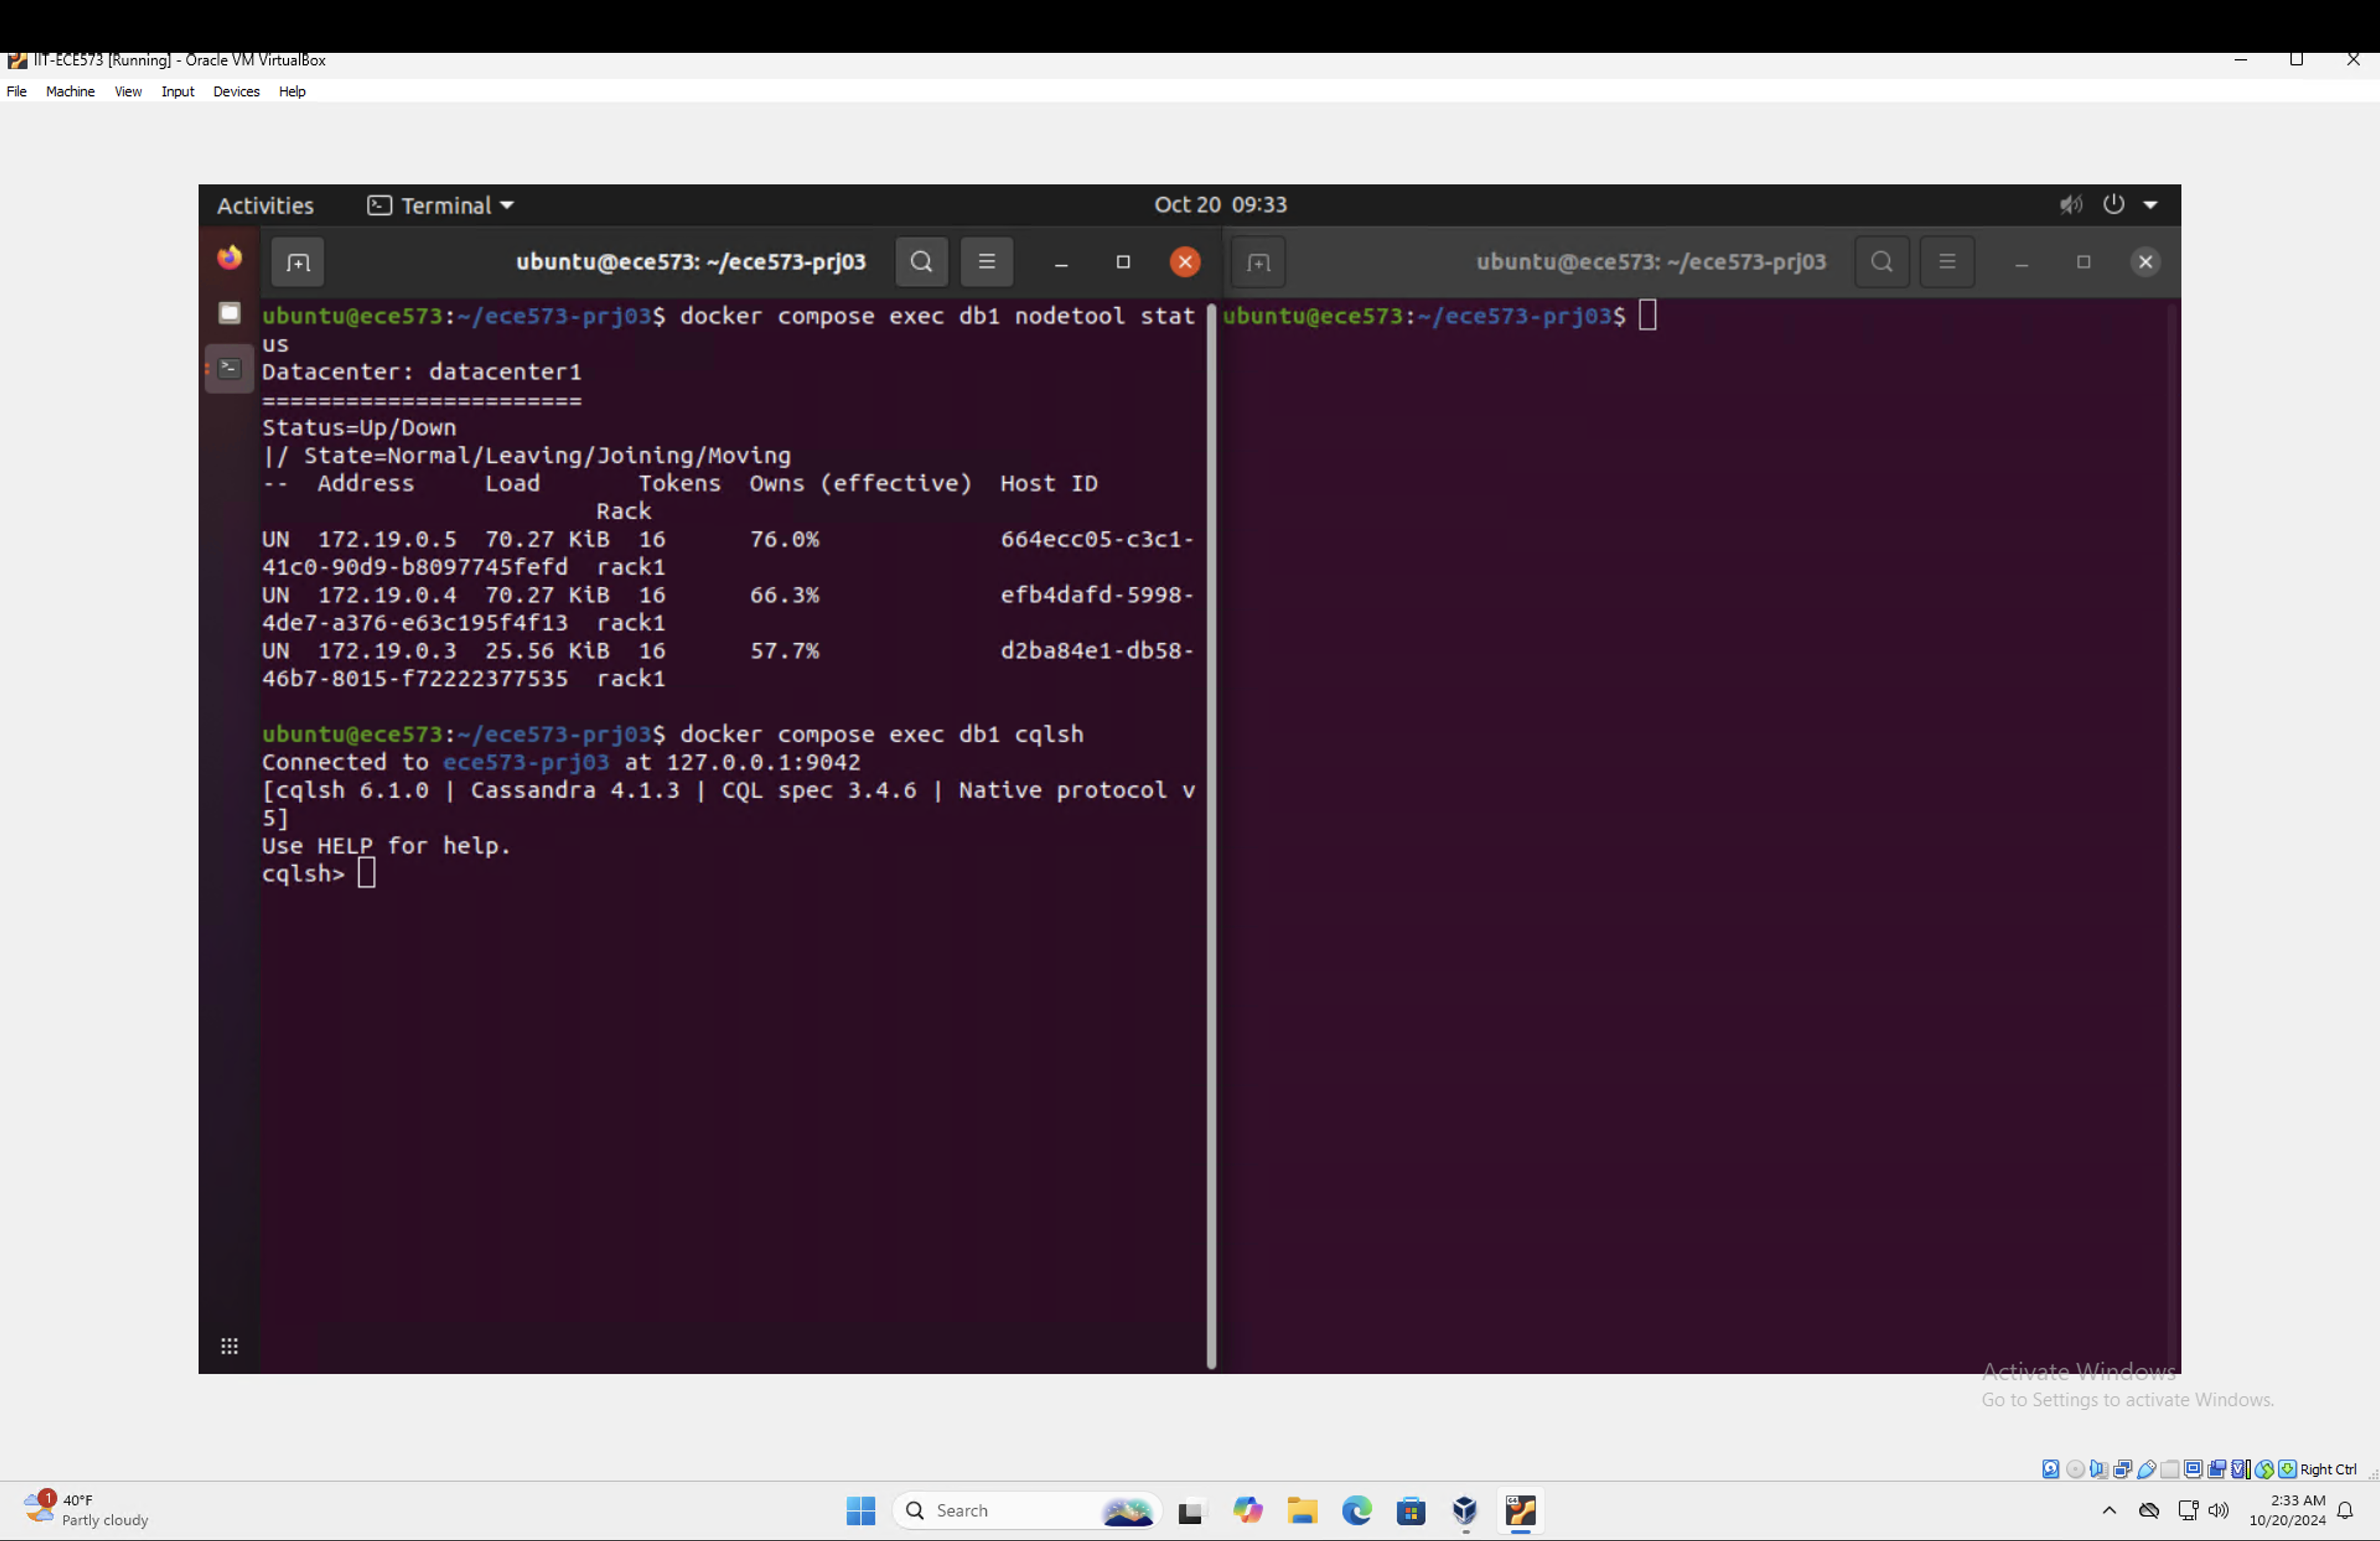 IIT-ECE573 [Running] - Oracle VM VirtualBox
File Machine View Input Devices Help
Activities Terminal Oct 20 09:33
ubuntu@ece573: ~/ece573-prj03
ubuntu@ece573:~/ece573-prj03$ docker compose exec db1 nodetool stat
us
Datacenter: datacenter1
=======================
Status=Up/Down
|/ State=Normal/Leaving/Joining/Moving
-- Address Load Tokens Owns (effective) Host ID
Rack
UN 172.19.0.5 70.27 KiB 16 76.0% 664ecc05-c3c1-
41c0-90d9-b8097745fefd rack1
UN 172.19.0.4 70.27 KiB 16 66.3% efb4dafd-5998-
4de7-a376-e63c195f4f13 rack1
UN 172.19.0.3 25.56 KiB 16 57.7% d2ba84e1-db58-
46b7-8015-f72222377535 rack1
ubuntu@ece573:~/ece573-prj03$ docker compose exec db1 cqlsh
Connected to ece573-prj03 at 127.0.0.1:9042
[cqlsh 6.1.0 | Cassandra 4.1.3 | CQL spec 3.4.6 | Native protocol v
5]
Use HELP for help.
cqlsh>
ubuntu@ece573: ~/ece573-prj03
ubuntu@ece573:~/ece573-prj03$
Activate Windows
Go to Settings to activate Windows.
Right Ctrl
1
40°F
Partly cloudy
Search
2:33 AM
10/20/2024